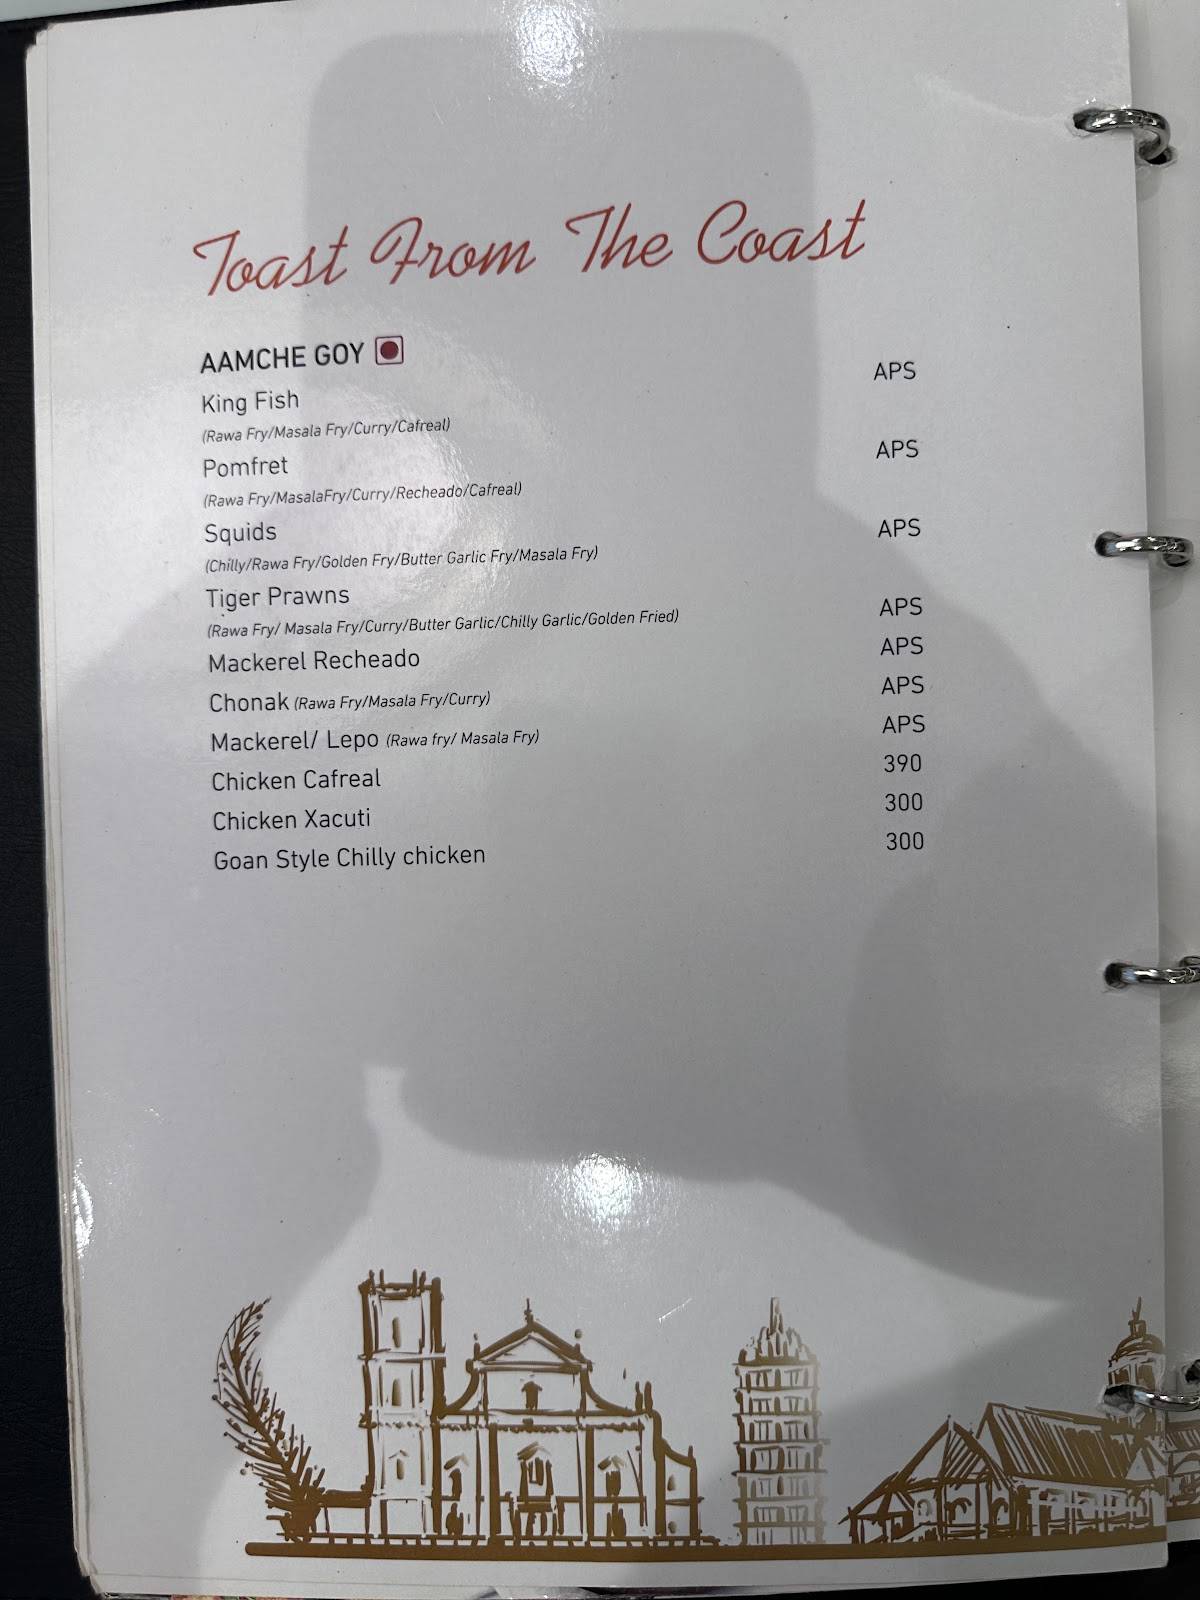 Toast From The Coast
AAMCHE GOY
King Fish APS
(Rawa Fry/Masala Fry/Curry/Cafreal)
Pomfret APS
(Rawa Fry/MasalaFry/Curry/Recheado/Cafreal)
Squids APS
(Chilly/Rawa Fry/Golden Fry/Butter Garlic Fry/Masala Fry)
Tiger Prawns APS
(Rawa Fry/ Masala Fry/Curry/Butter Garlic/Chilly Garlic/Golden Fried)
Mackerel Recheado APS
Chonak (Rawa Fry/Masala Fry/Curry) APS
Mackerel/ Lepo (Rawa fry/ Masala Fry) APS
Chicken Cafreal 390
Chicken Xacuti 300
Goan Style Chilly chicken 300